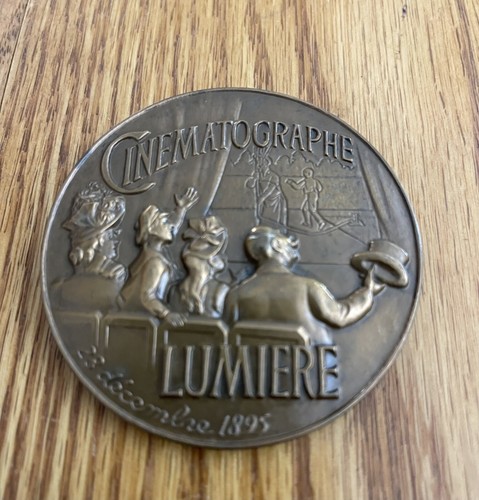 CINEMATOGRAPHE
LUMIERE
28 décembre 1895